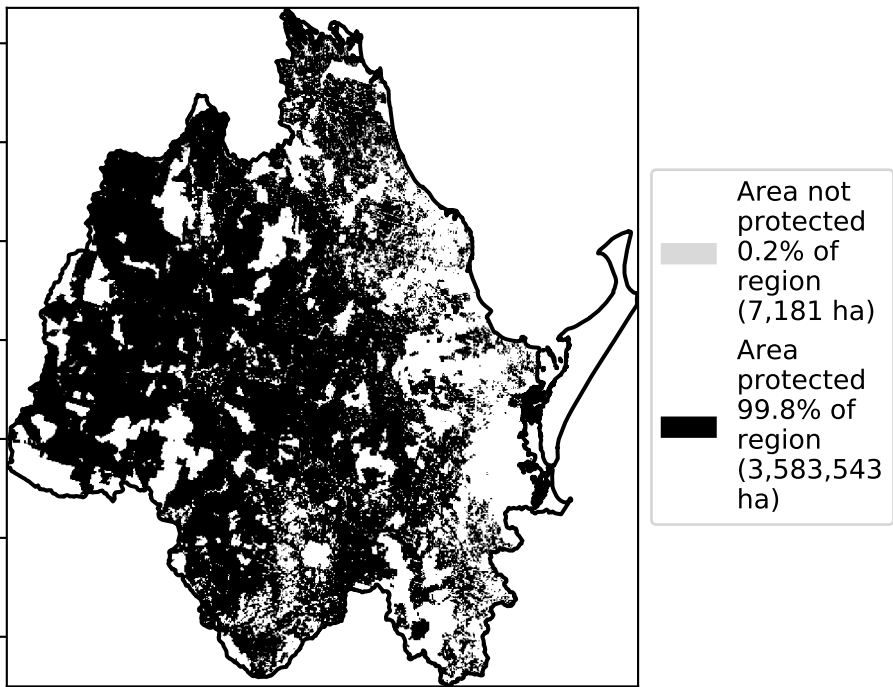 Area not
protected
0.2% of
region
(7,181 ha)
Area
protected
99.8% of
region
(3,583,543
ha)